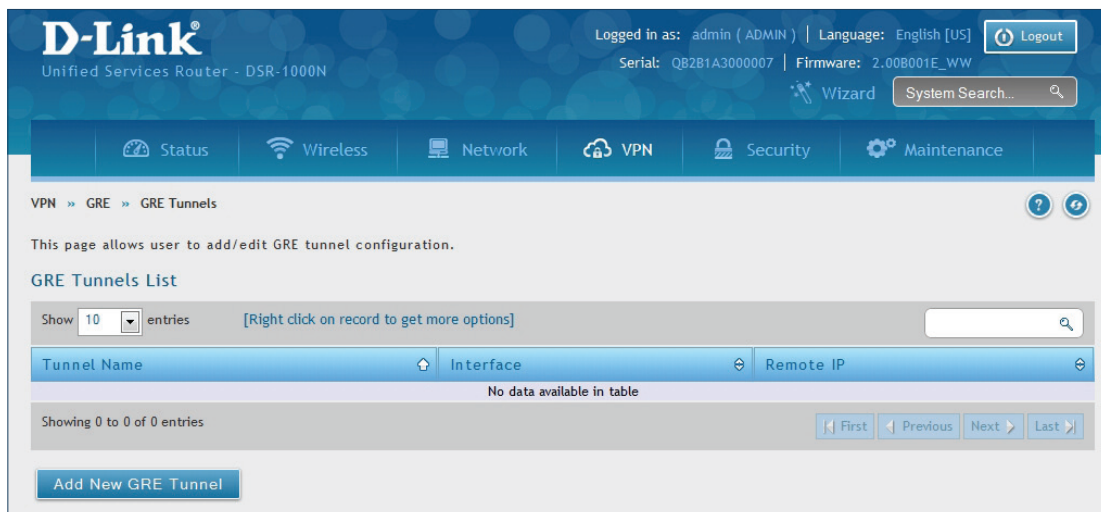 D-Link®
Unified Services Router - DSR-1000N
Logged in as: admin ( ADMIN ) | Language: English [US]
Logout
Serial: QB2B1A3000007 | Firmware: 2.00B001E_WW
Wizard
System Search...
Status
Wireless
Network
VPN
Security
Maintenance
VPN » GRE » GRE Tunnels
This page allows user to add/edit GRE tunnel configuration.
GRE Tunnels List
Show 10 entries
[Right click on record to get more options]
Tunnel Name
Interface
Remote IP
No data available in table
Showing 0 to 0 of 0 entries
First
Previous
Next
Last
Add New GRE Tunnel